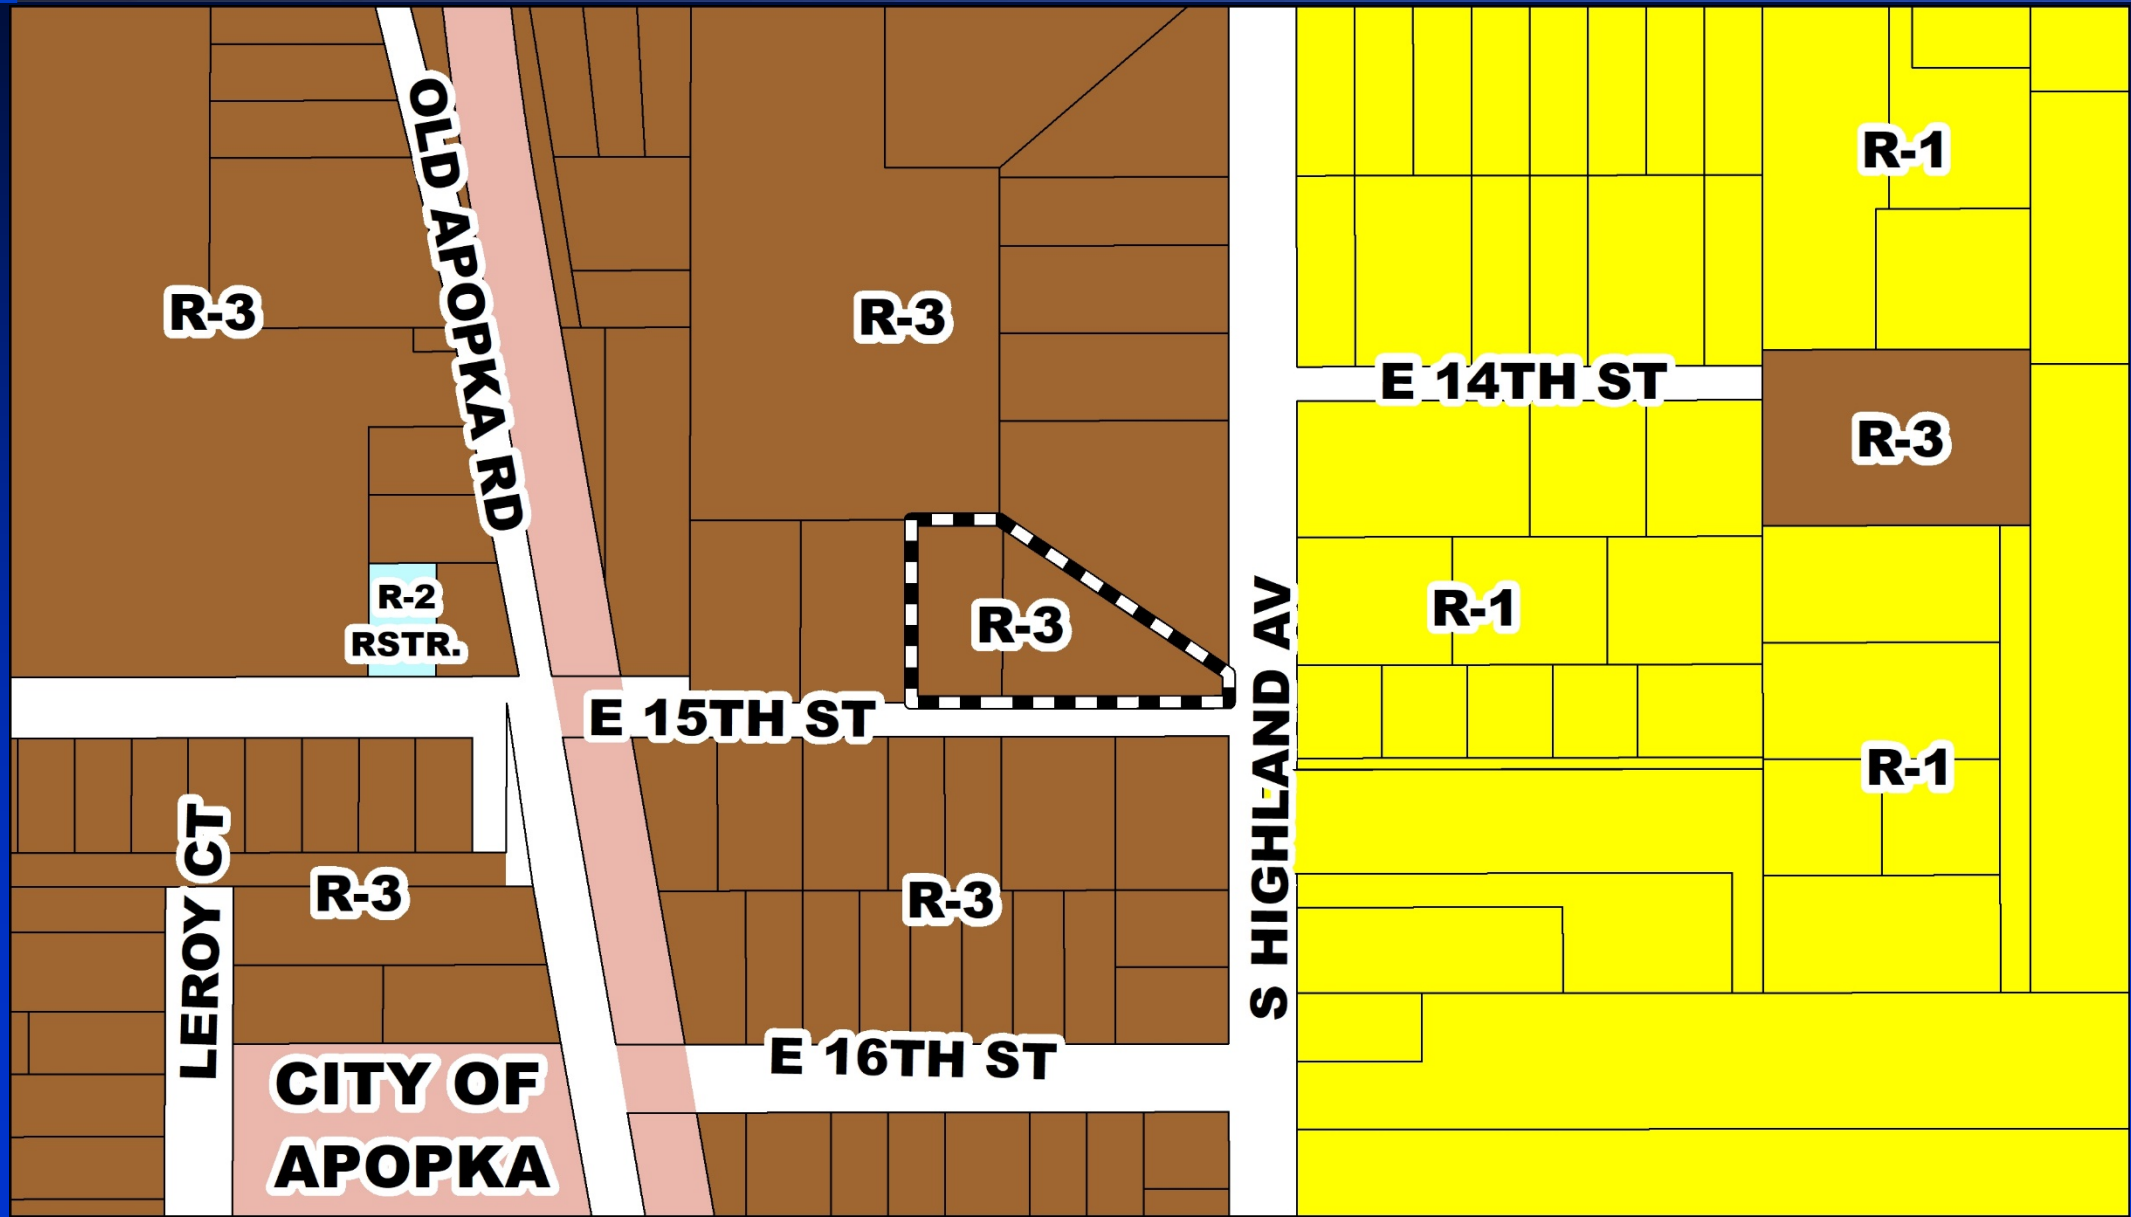 OLD APOPKA RD
R-1
R-3
R-3
E 14TH ST
R-3
R-2
RSTR.
R-3
R-1
E 15TH ST
S HIGHLAND AV
R-1
LEROY CT
R-3
R-3
E 16TH ST
CITY OF
APOPKA